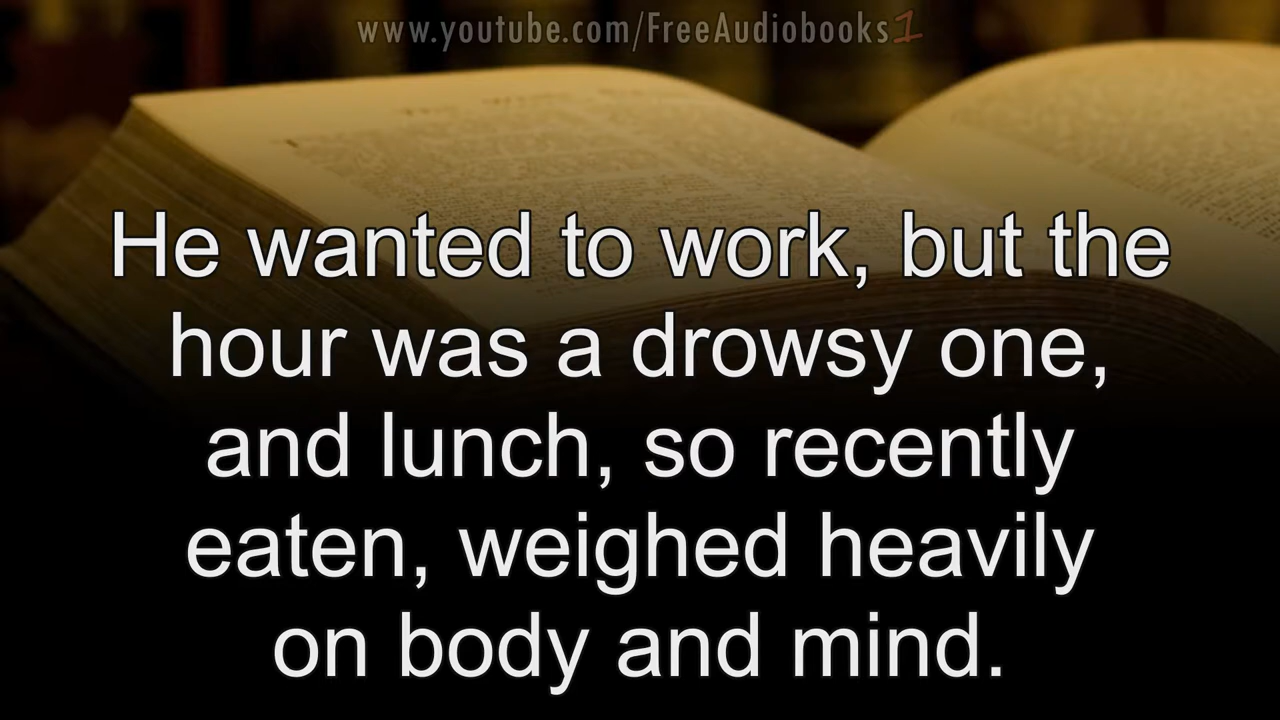 www.youtube.com/FreeAudiobooks1
He wanted to work, but the
hour was a drowsy one,
and lunch, so recently
eaten, weighed heavily
on body and mind.